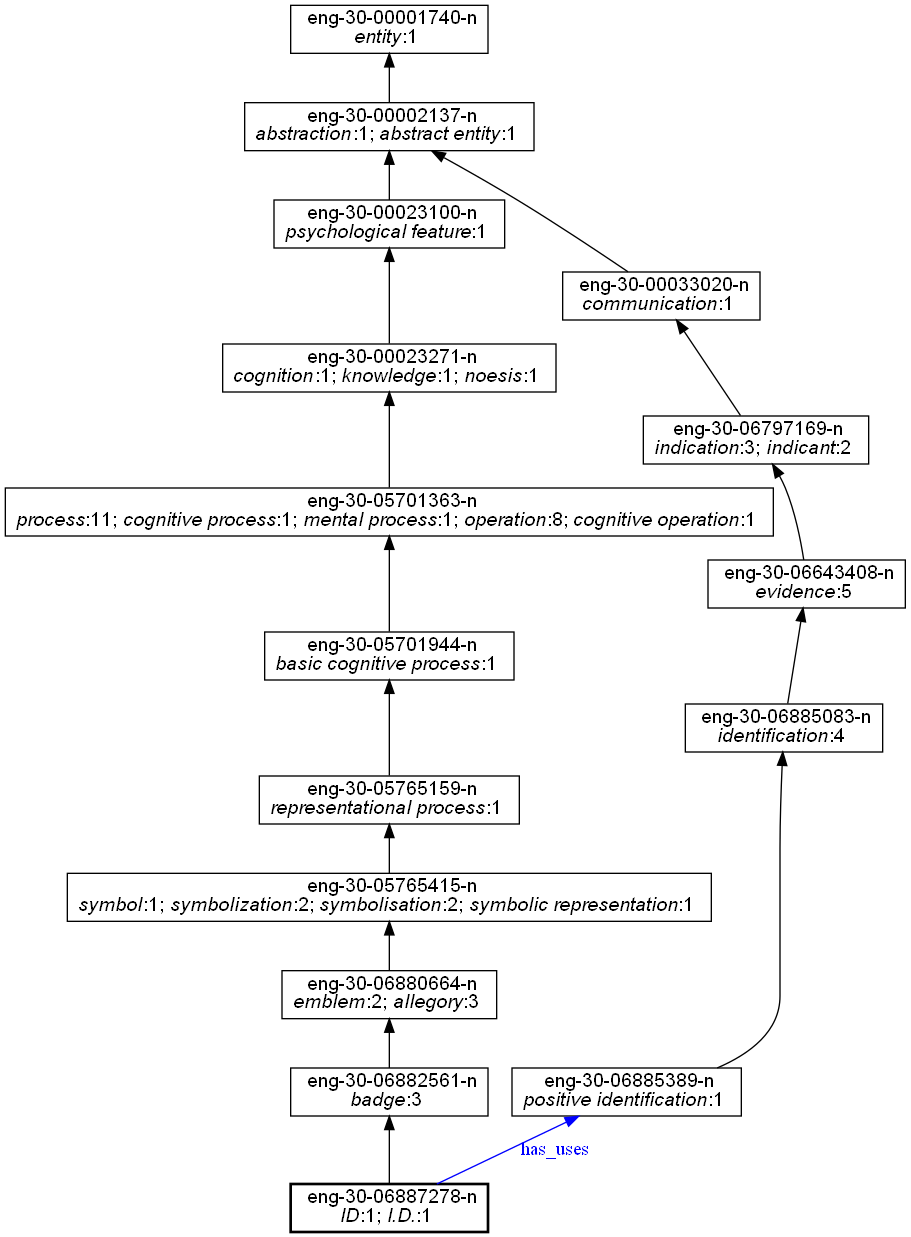 eng-30-00001740-n
entity:1
eng-30-00002137-n
abstraction:1; abstract entity:1
eng-30-00023100-n
psychological feature:1
eng-30-00033020-n
communication:1
eng-30-00023271-n
cognition:1; knowledge:1; noesis:1
eng-30-06797169-n
indication:3; indicant:2
eng-30-05701363-n
process:11; cognitive process:1; mental process:1; operation:8; cognitive operation:1
eng-30-06643408-n
evidence:5
eng-30-05701944-n
basic cognitive process:1
eng-30-06885083-n
identification:4
eng-30-05765159-n
representational process:1
eng-30-05765415-n
symbol:1; symbolization:2; symbolisation:2; symbolic representation:1
eng-30-06880664-n
emblem:2; allegory:3
eng-30-06882561-n
badge:3
eng-30-06885389-n
positive identification:1
has_uses
eng-30-06887278-n
ID:1; I.D.:1